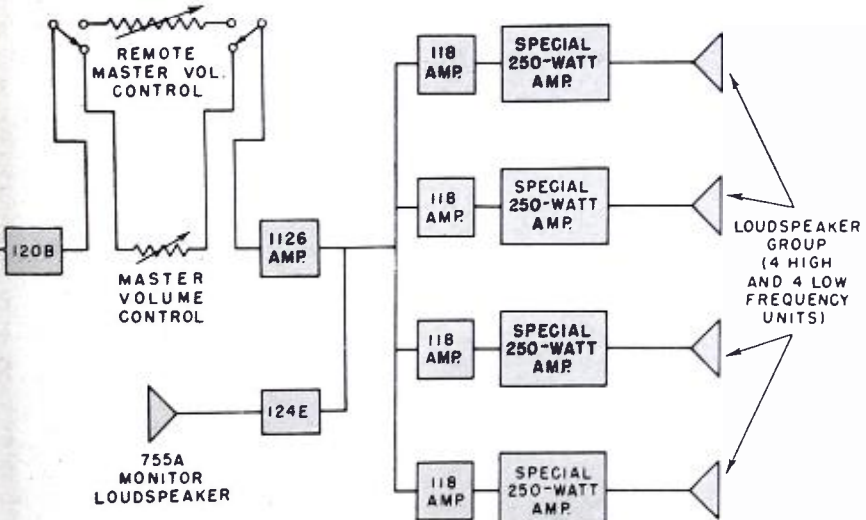 REMOTE
MASTER VOL.
CONTROL
120B
MASTER
VOLUME
CONTROL
1126
AMP.
124E
755A
MONITOR
LOUDSPEAKER
118
AMP.
SPECIAL
250-WATT
AMP.
118
AMP.
SPECIAL
250-WATT
AMP.
118
AMP.
SPECIAL
250-WATT
AMP.
118
AMP
SPECIAL
250-WATT
AMP.
LOUDSPEAKER
GROUP
(4 HIGH
AND 4 LOW
FREQUENCY
UNITS)